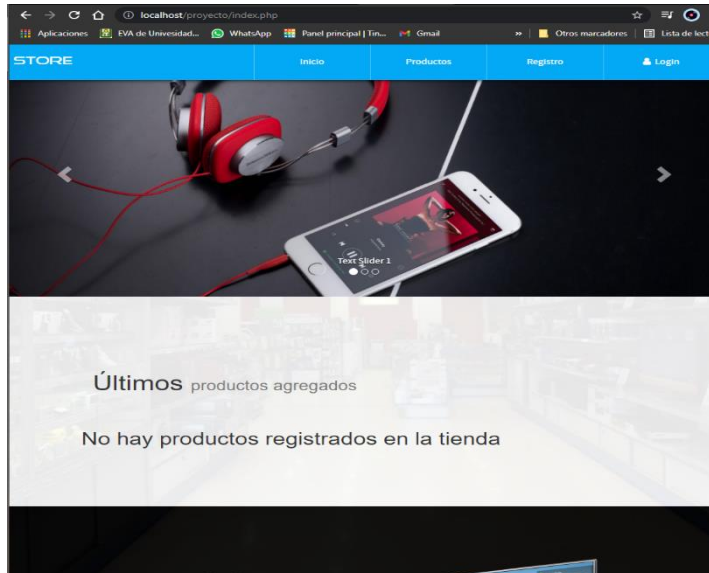 localhost/proyecto/index.php
Aplicaciones EVA de Univesidad... WhatsApp Panel principal | Tin... Gmail » Otros marcadores Lista de lect
STORE Inicio Productos Registro Login
Text Slider 1
Últimos productos agregados
No hay productos registrados en la tienda